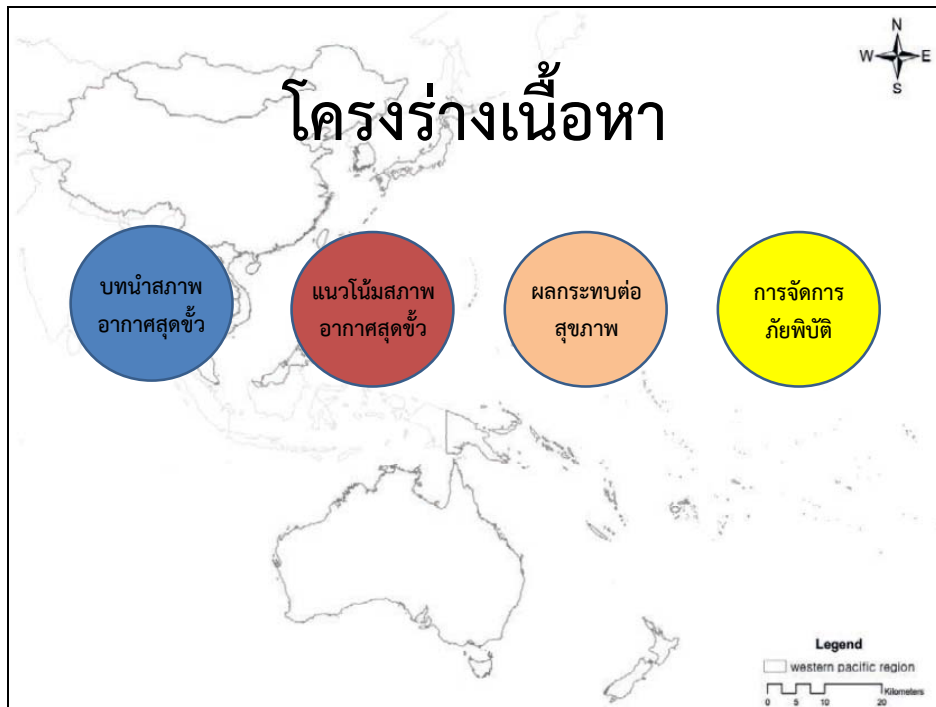 N
W E
S
โครงร่างเนื้อหา
บทนำสภาพ
อากาศสุดขั้ว
แนวโน้มสภาพ
อากาศสุดขั้ว
ผลกระทบต่อ
สุขภาพ
การจัดการ
ภัยพิบัติ
Legend
western pacific region
Kilometers
0 5 10 20